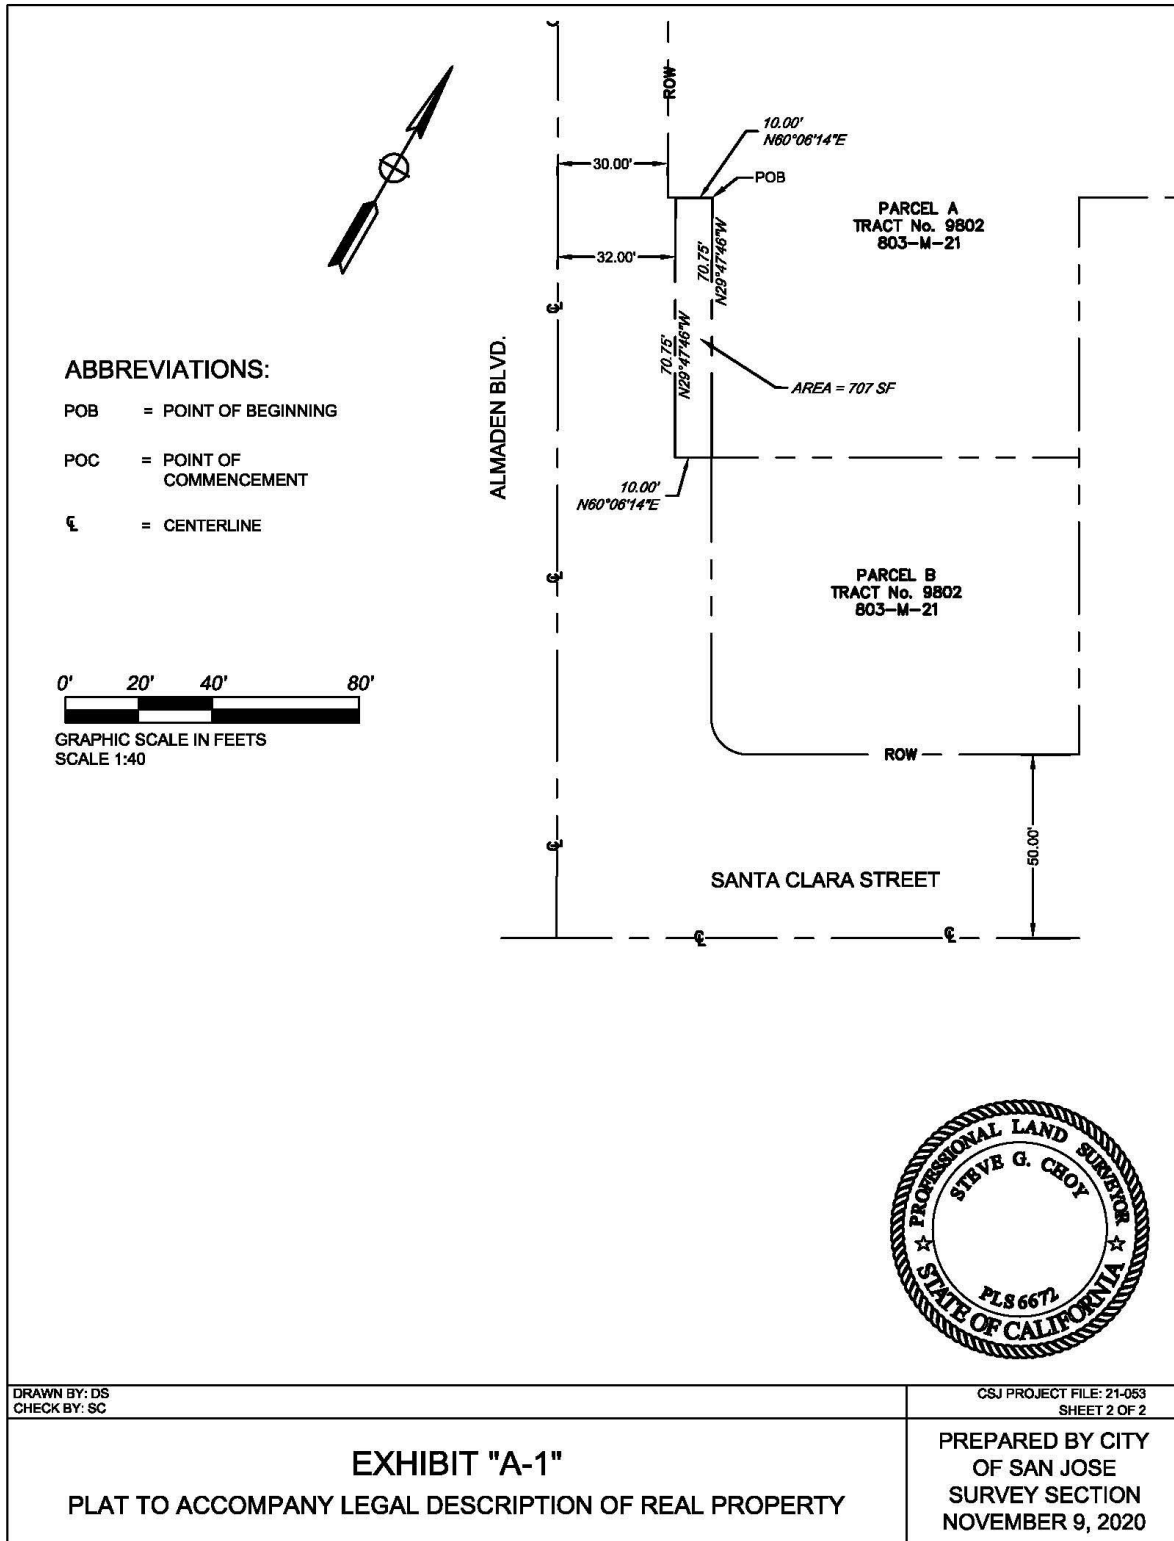 ROW
10.00'
N60°06'14"E
30.00'
POB
PARCEL A
TRACT No. 9802
803-M-21
32.00'
70.75'
N29°47'46"W
70.75'
N29°47'46"W
AREA = 707 SF
ALMADEN BLVD.
ABBREVIATIONS:
POB = POINT OF BEGINNING
POC = POINT OF
COMMENCEMENT
℄ = CENTERLINE
10.00'
N60°06'14"E
℄
℄
℄
PARCEL B
TRACT No. 9802
803-M-21
0' 20' 40' 80'
GRAPHIC SCALE IN FEETS
SCALE 1:40
ROW
50.00'
SANTA CLARA STREET
℄ ℄
PROFESSIONAL LAND SURVEYOR
STEVE G. CHOY
PLS 6672
STATE OF CALIFORNIA
DRAWN BY: DS
CHECK BY: SC
CSJ PROJECT FILE: 21-053
SHEET 2 OF 2
EXHIBIT "A-1"
PLAT TO ACCOMPANY LEGAL DESCRIPTION OF REAL PROPERTY
PREPARED BY CITY
OF SAN JOSE
SURVEY SECTION
NOVEMBER 9, 2020